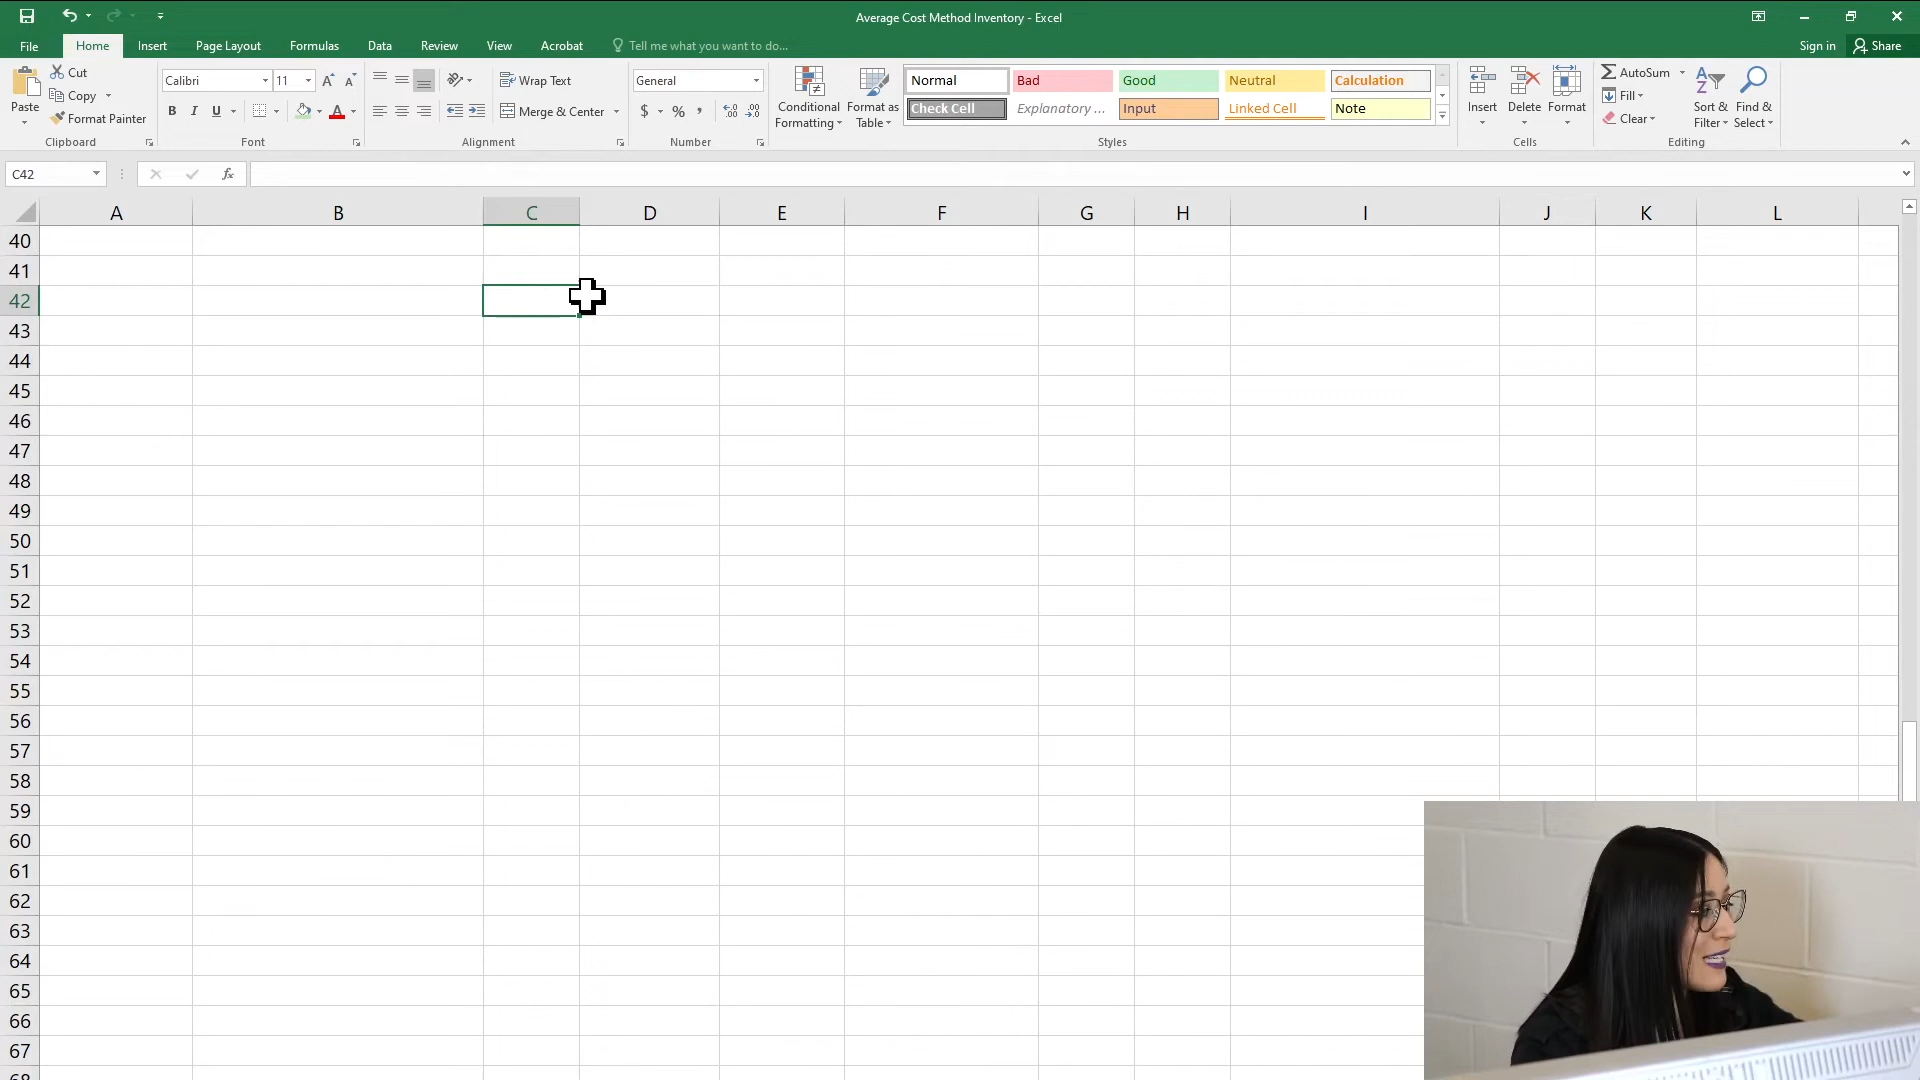 Average Cost Method Inventory - Excel
File Home Insert Page Layout Formulas Data Review View Acrobat Tell me what you want to do... Sign in Share
Paste
Cut
Copy
Format Painter
Clipboard
Calibri 11
B I U A
Font
Wrap Text
Merge & Center
Alignment
General
$ % ,
Number
Conditional Formatting
Format as Table
Normal Bad Good Neutral Calculation
Check Cell Explanatory ... Input Linked Cell Note
Styles
Insert Delete Format
Cells
AutoSum
Fill
Clear
Sort & Filter
Find & Select
Editing
C42 fx
A B C D E F G H I J K L
40
41
42
43
44
45
46
47
48
49
50
51
52
53
54
55
56
57
58
59
60
61
62
63
64
65
66
67
68